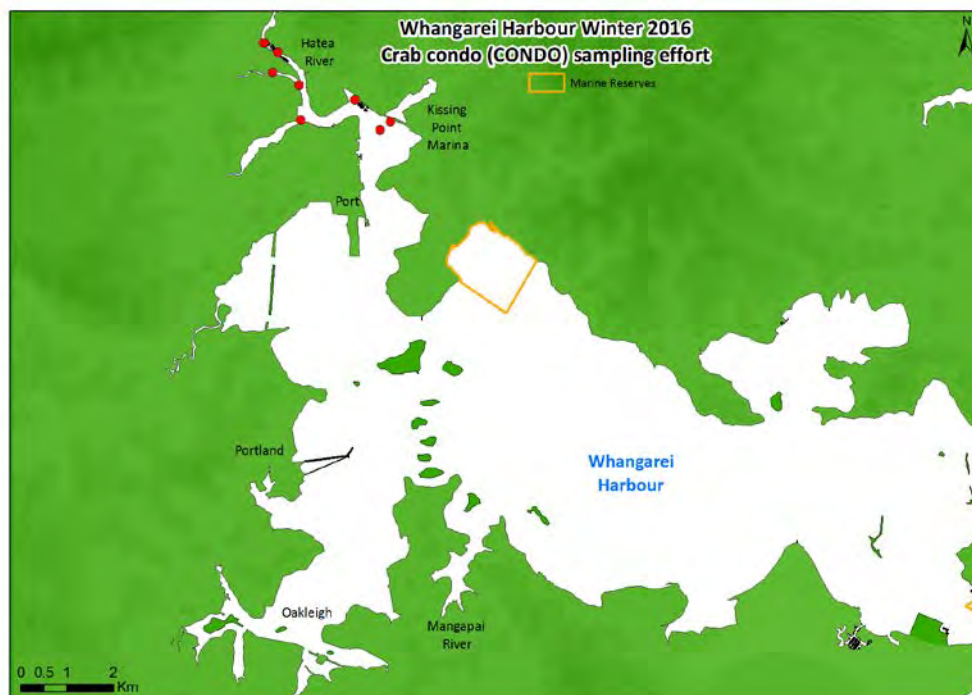 Whangarei Harbour Winter 2016
Crab condo (CONDO) sampling effort
Marine Reserves
N
Hatea
River
Kissing
Point
Marina
Port
Portland
Whangarei
Harbour
Oakleigh
Mangapai
River
0 0.5 1 2
Km